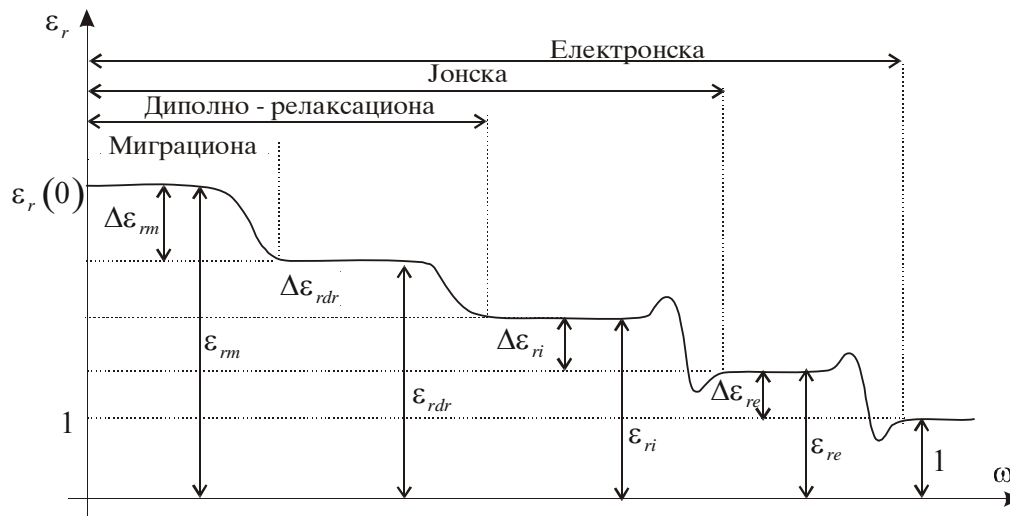 ε_r
Електронска
Јонска
Диполно - релаксациона
Миграциона
ε_r (0)
Δε_rm
Δε_rdr
ε_rm
Δε_ri
ε_rdr
Δε_re
1
ε_ri
ε_re
1
ω